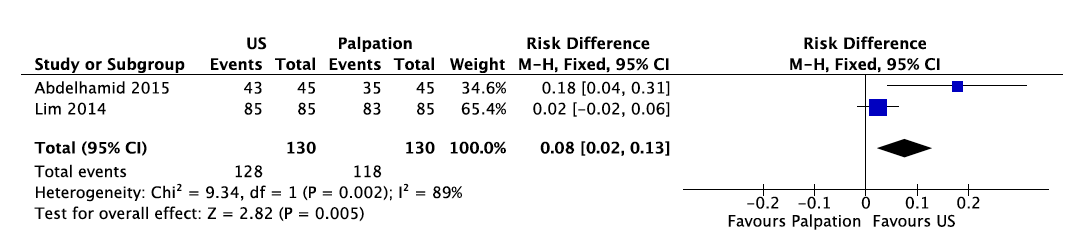 US Palpation Risk Difference Risk Difference
Study or Subgroup Events Total Events Total Weight M-H, Fixed, 95% CI M-H, Fixed, 95% CI
Abdelhamid 2015 43 45 35 45 34.6% 0.18 [0.04, 0.31]
Lim 2014 85 85 83 85 65.4% 0.02 [-0.02, 0.06]
Total (95% CI) 130 130 100.0% 0.08 [0.02, 0.13]
Total events 128 118
Heterogeneity: Chi² = 9.34, df = 1 (P = 0.002); I² = 89%
Test for overall effect: Z = 2.82 (P = 0.005)
-0.2 -0.1 0 0.1 0.2
Favours Palpation Favours US